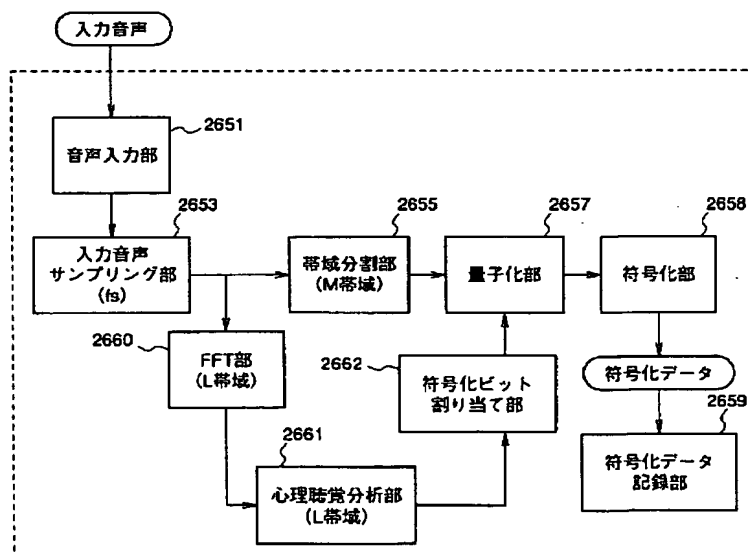 入力音声
2651
音声入力部
2653
入力音声
サンプリング部
(fs)
2655
帯域分割部
(M帯域)
2657
量子化部
2658
符号化部
2660
FFT部
(L帯域)
2662
符号化ビット
割り当て部
符号化データ
2659
符号化データ
記録部
2661
心理聴覚分析部
(L帯域)